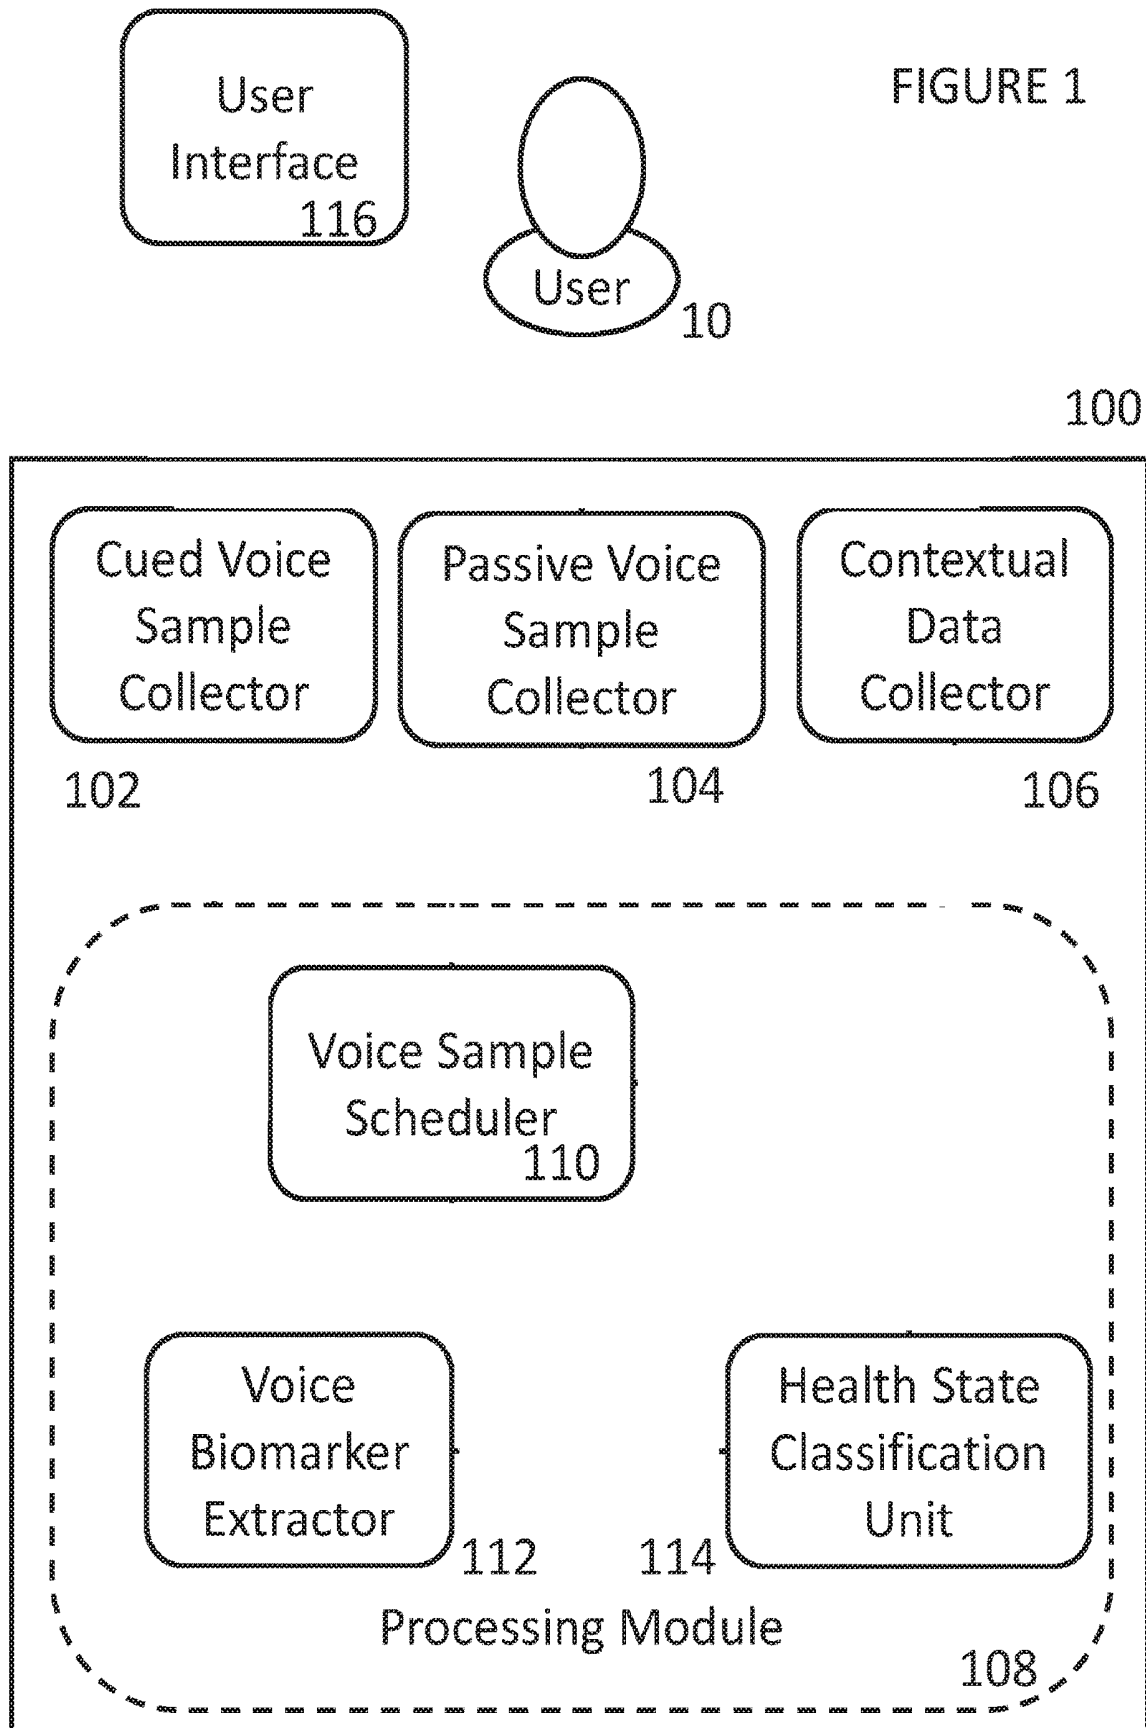 User
Interface
116
FIGURE 1
User
10
100
Cued Voice
Sample
Collector
102
Passive Voice
Sample
Collector
104
Contextual
Data
Collector
106
Voice Sample
Scheduler
110
Voice
Biomarker
Extractor
112
Health State
Classification
Unit
114
Processing Module
108